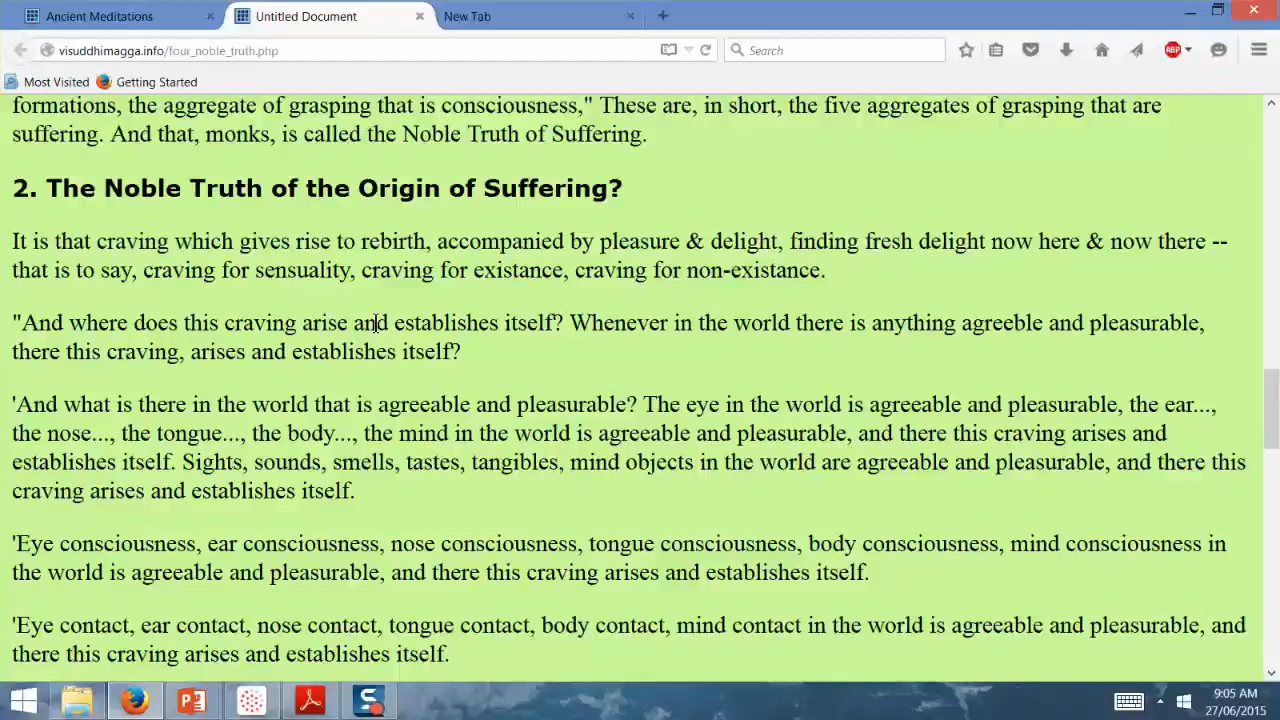 Ancient Meditations
Untitled Document
New Tab
visuddhimagga.info/four_noble_truth.php
Search
ABP
Most Visited
Getting Started
formations, the aggregate of grasping that is consciousness," These are, in short, the five aggregates of grasping that are
suffering. And that, monks, is called the Noble Truth of Suffering.
2. The Noble Truth of the Origin of Suffering?
It is that craving which gives rise to rebirth, accompanied by pleasure & delight, finding fresh delight now here & now there --
that is to say, craving for sensuality, craving for existance, craving for non-existance.
"And where does this craving arise and establishes itself? Whenever in the world there is anything agreeble and pleasurable,
there this craving, arises and establishes itself?
'And what is there in the world that is agreeable and pleasurable? The eye in the world is agreeable and pleasurable, the ear...,
the nose..., the tongue..., the body..., the mind in the world is agreeable and pleasurable, and there this craving arises and
establishes itself. Sights, sounds, smells, tastes, tangibles, mind objects in the world are agreeable and pleasurable, and there this
craving arises and establishes itself.
'Eye consciousness, ear consciousness, nose consciousness, tongue consciousness, body consciousness, mind consciousness in
the world is agreeable and pleasurable, and there this craving arises and establishes itself.
'Eye contact, ear contact, nose contact, tongue contact, body contact, mind contact in the world is agreeable and pleasurable, and
there this craving arises and establishes itself.
9:05 AM
27/06/2015